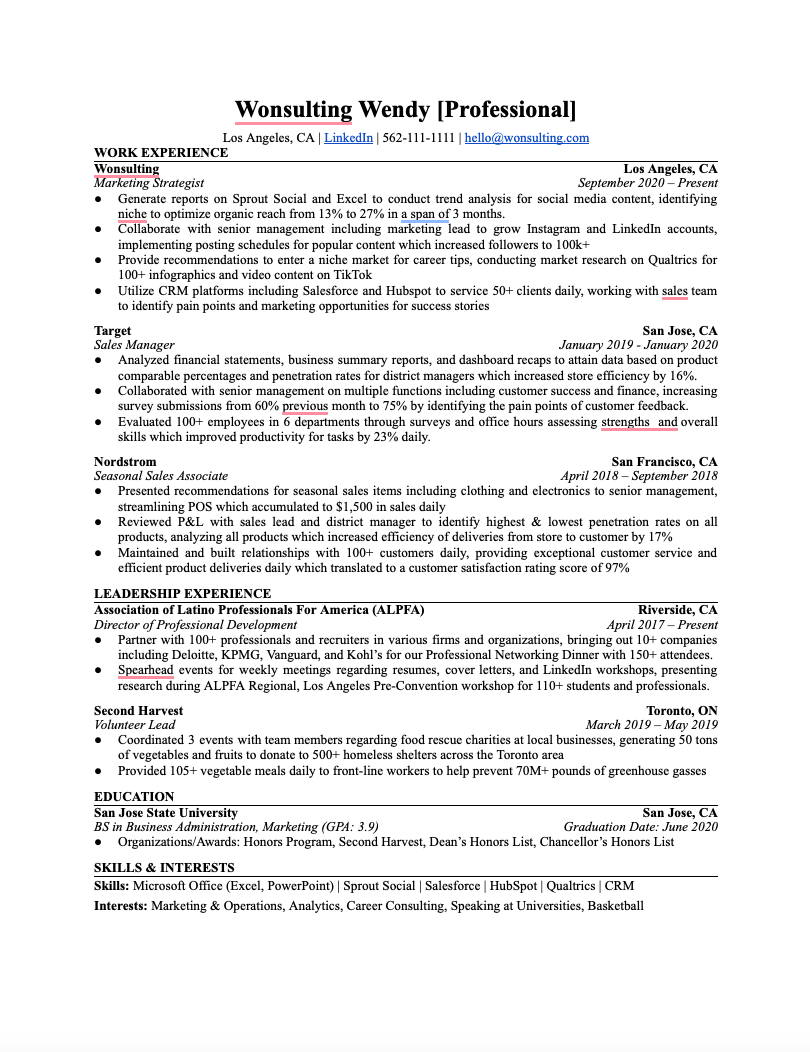 Wonsulting Wendy [Professional]
Los Angeles, CA | LinkedIn | 562-111-1111 | hello@wonsulting.com
WORK EXPERIENCE
Wonsulting Los Angeles, CA
Marketing Strategist September 2020 – Present
● Generate reports on Sprout Social and Excel to conduct trend analysis for social media content, identifying
niche to optimize organic reach from 13% to 27% in a span of 3 months.
● Collaborate with senior management including marketing lead to grow Instagram and LinkedIn accounts,
implementing posting schedules for popular content which increased followers to 100k+
● Provide recommendations to enter a niche market for career tips, conducting market research on Qualtrics for
100+ infographics and video content on TikTok
● Utilize CRM platforms including Salesforce and Hubspot to service 50+ clients daily, working with sales team
to identify pain points and marketing opportunities for success stories
Target San Jose, CA
Sales Manager January 2019 - January 2020
● Analyzed financial statements, business summary reports, and dashboard recaps to attain data based on product
comparable percentages and penetration rates for district managers which increased store efficiency by 16%.
● Collaborated with senior management on multiple functions including customer success and finance, increasing
survey submissions from 60% previous month to 75% by identifying the pain points of customer feedback.
● Evaluated 100+ employees in 6 departments through surveys and office hours assessing strengths  and overall
skills which improved productivity for tasks by 23% daily.
Nordstrom San Francisco, CA
Seasonal Sales Associate April 2018 – September 2018
● Presented recommendations for seasonal sales items including clothing and electronics to senior management,
streamlining POS which accumulated to $1,500 in sales daily
● Reviewed P&L with sales lead and district manager to identify highest & lowest penetration rates on all
products, analyzing all products which increased efficiency of deliveries from store to customer by 17%
● Maintained and built relationships with 100+ customers daily, providing exceptional customer service and
efficient product deliveries daily which translated to a customer satisfaction rating score of 97%
LEADERSHIP EXPERIENCE
Association of Latino Professionals For America (ALPFA) Riverside, CA
Director of Professional Development April 2017 – Present
● Partner with 100+ professionals and recruiters in various firms and organizations, bringing out 10+ companies
including Deloitte, KPMG, Vanguard, and Kohl's for our Professional Networking Dinner with 150+ attendees.
● Spearhead events for weekly meetings regarding resumes, cover letters, and LinkedIn workshops, presenting
research during ALPFA Regional, Los Angeles Pre-Convention workshop for 110+ students and professionals.
Second Harvest Toronto, ON
Volunteer Lead March 2019 – May 2019
● Coordinated 3 events with team members regarding food rescue charities at local businesses, generating 50 tons
of vegetables and fruits to donate to 500+ homeless shelters across the Toronto area
● Provided 105+ vegetable meals daily to front-line workers to help prevent 70M+ pounds of greenhouse gasses
EDUCATION
San Jose State University San Jose, CA
BS in Business Administration, Marketing (GPA: 3.9) Graduation Date: June 2020
● Organizations/Awards: Honors Program, Second Harvest, Dean's Honors List, Chancellor's Honors List
SKILLS & INTERESTS
Skills: Microsoft Office (Excel, PowerPoint) | Sprout Social | Salesforce | HubSpot | Qualtrics | CRM
Interests: Marketing & Operations, Analytics, Career Consulting, Speaking at Universities, Basketball